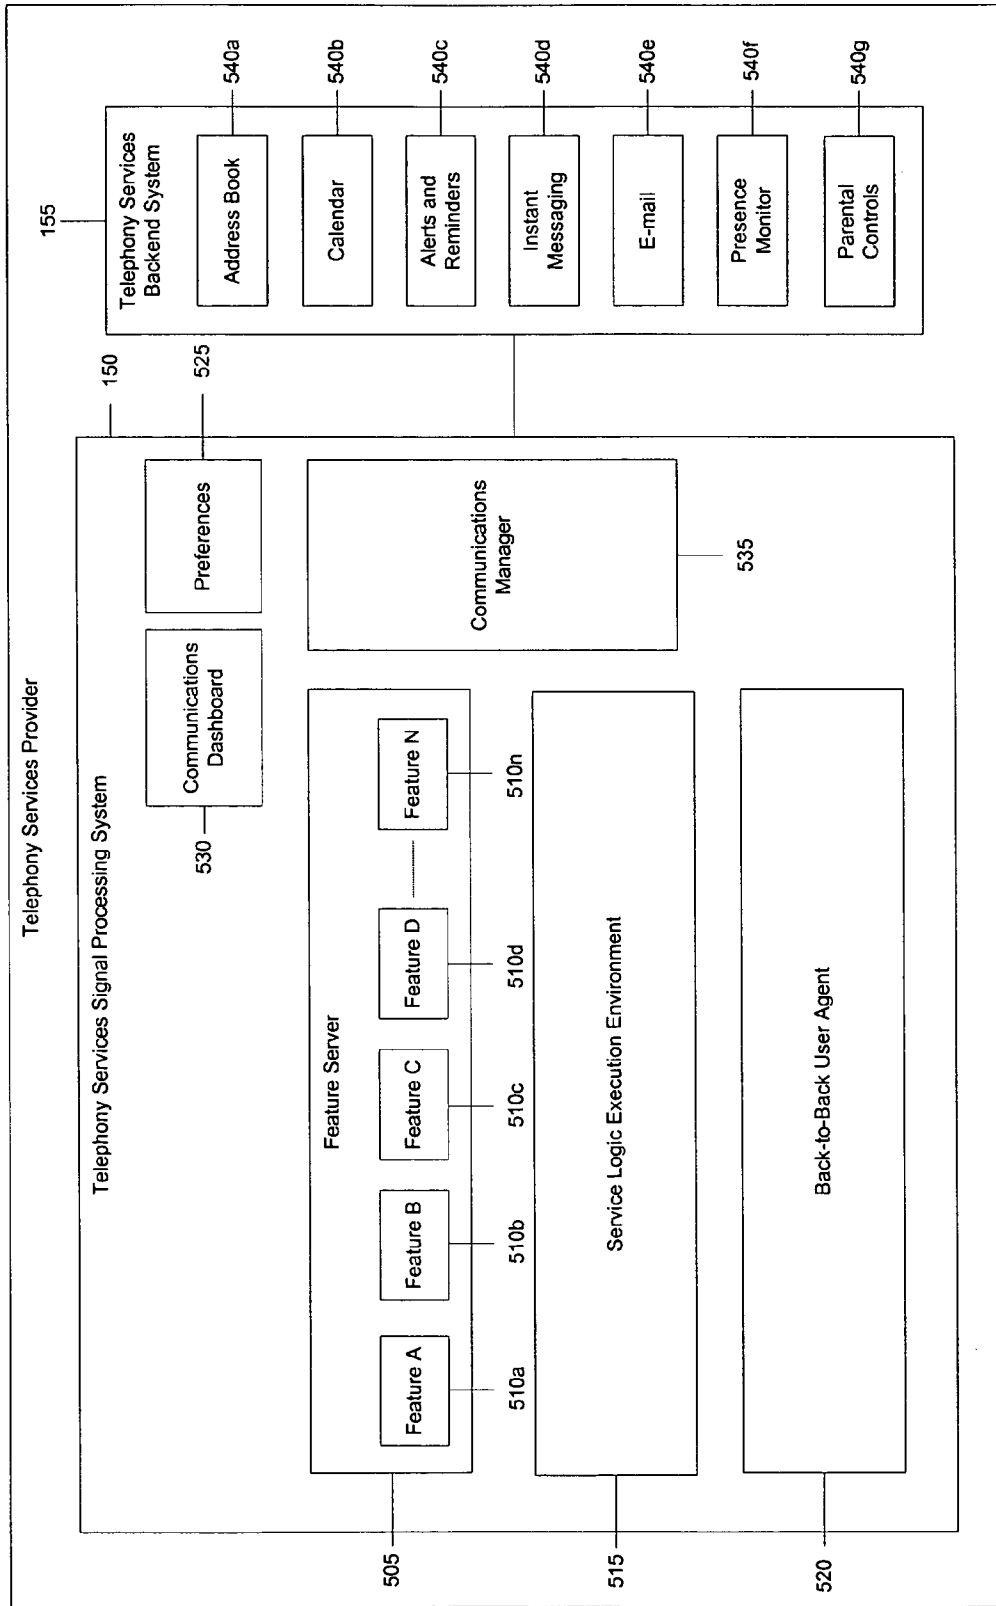 Telephony Services Provider
Telephony Services Signal Processing System
150
530
Communications
Dashboard
Preferences
525
505
Feature Server
Feature A
Feature B
Feature C
Feature D
Feature N
510a
510b
510c
510d
510n
Communications
Manager
535
515
Service Logic Execution Environment
520
Back-to-Back User Agent
155
Telephony Services
Backend System
Address Book
540a
Calendar
540b
Alerts and
Reminders
540c
Instant
Messaging
540d
E-mail
540e
Presence
Monitor
540f
Parental
Controls
540g